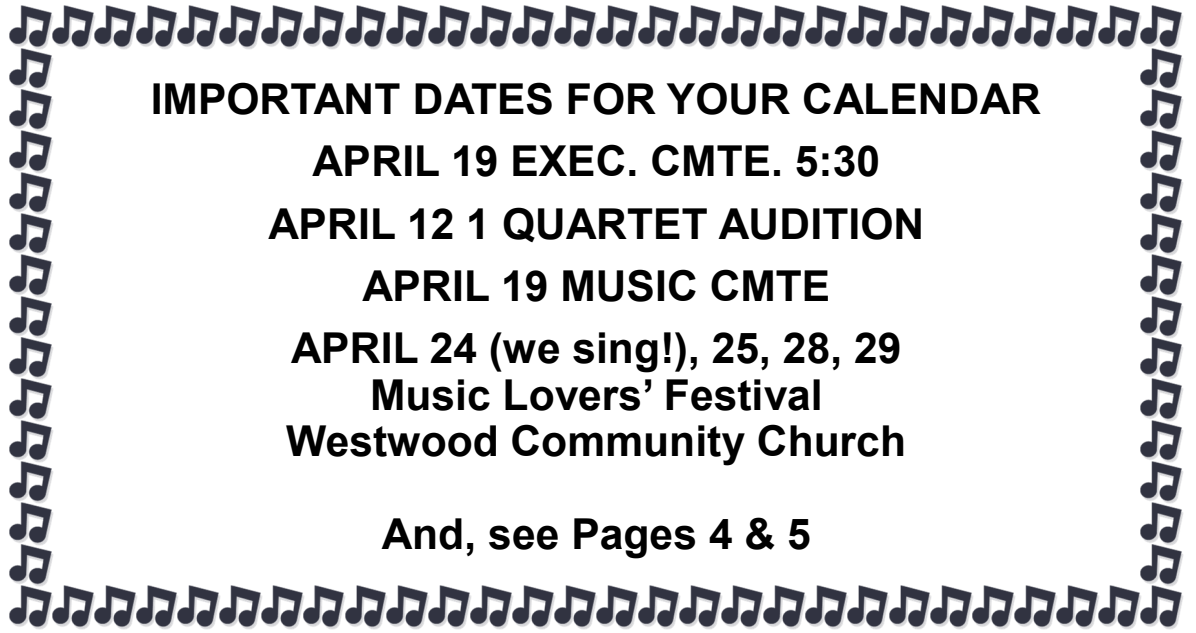 IMPORTANT DATES FOR YOUR CALENDAR
APRIL 19 EXEC. CMTE. 5:30
APRIL 12 1 QUARTET AUDITION
APRIL 19 MUSIC CMTE
APRIL 24 (we sing!), 25, 28, 29
Music Lovers’ Festival
Westwood Community Church
And, see Pages 4 & 5